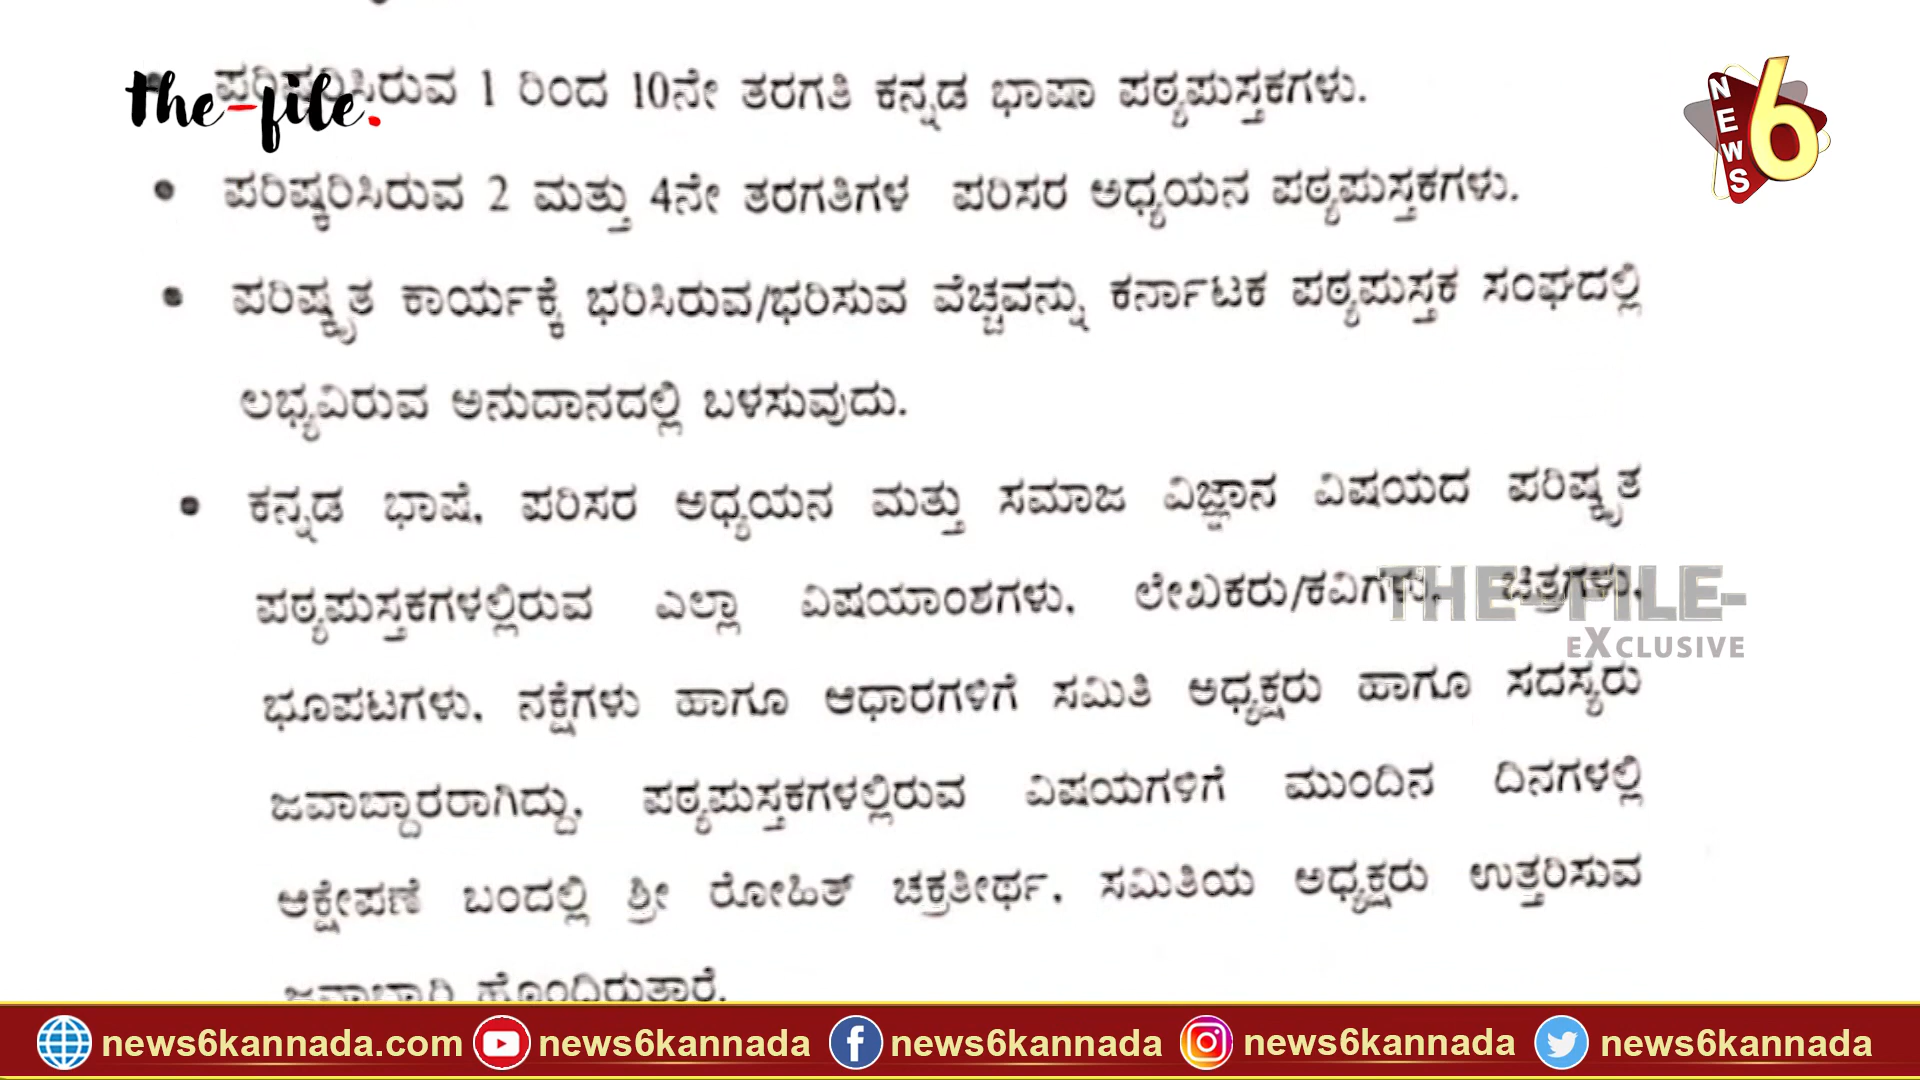 ಪರಿಷ್ಕರಿಸಿರುವ 1 ರಿಂದ 10ನೇ ತರಗತಿ ಕನ್ನಡ ಭಾಷಾ ಪಠ್ಯಪುಸ್ತಕಗಳು.
the-file.
NEWS 6
• ಪರಿಷ್ಕರಿಸಿರುವ 2 ಮತ್ತು 4ನೇ ತರಗತಿಗಳ ಪರಿಸರ ಅಧ್ಯಯನ ಪಠ್ಯಪುಸ್ತಕಗಳು.
• ಪರಿಷ್ಕೃತ ಕಾರ್ಯಕ್ಕೆ ಭರಿಸಿರುವ/ಭರಿಸುವ ವೆಚ್ಚವನ್ನು ಕರ್ನಾಟಕ ಪಠ್ಯಪುಸ್ತಕ ಸಂಘದಲ್ಲಿ
ಲಭ್ಯವಿರುವ ಅನುದಾನದಲ್ಲಿ ಬಳಸುವುದು.
• ಕನ್ನಡ ಭಾಷೆ, ಪರಿಸರ ಅಧ್ಯಯನ ಮತ್ತು ಸಮಾಜ ವಿಜ್ಞಾನ ವಿಷಯದ ಪರಿಷ್ಕೃತ
ಪಠ್ಯಪುಸ್ತಕಗಳಲ್ಲಿರುವ ಎಲ್ಲಾ ವಿಷಯಾಂಶಗಳು, ಲೇಖಕರು/ಕವಿಗಳು, ಚಿತ್ರಗಳು,
THE-FILE-
EXCLUSIVE
ಭೂಪಟಗಳು, ನಕ್ಷೆಗಳು ಹಾಗೂ ಆಧಾರಗಳಿಗೆ ಸಮಿತಿ ಅಧ್ಯಕ್ಷರು ಹಾಗೂ ಸದಸ್ಯರು
ಜವಾಬ್ದಾರರಾಗಿದ್ದು, ಪಠ್ಯಪುಸ್ತಕಗಳಲ್ಲಿರುವ ವಿಷಯಗಳಿಗೆ ಮುಂದಿನ ದಿನಗಳಲ್ಲಿ
ಆಕ್ಷೇಪಣೆ ಬಂದಲ್ಲಿ ಶ್ರೀ ರೋಹಿತ್ ಚಕ್ರತೀರ್ಥ, ಸಮಿತಿಯ ಅಧ್ಯಕ್ಷರು ಉತ್ತರಿಸುವ
ಜವಾಬ್ದಾರಿ ಹೊಂದಿರುತ್ತಾರೆ.
news6kannada.com news6kannada news6kannada news6kannada news6kannada